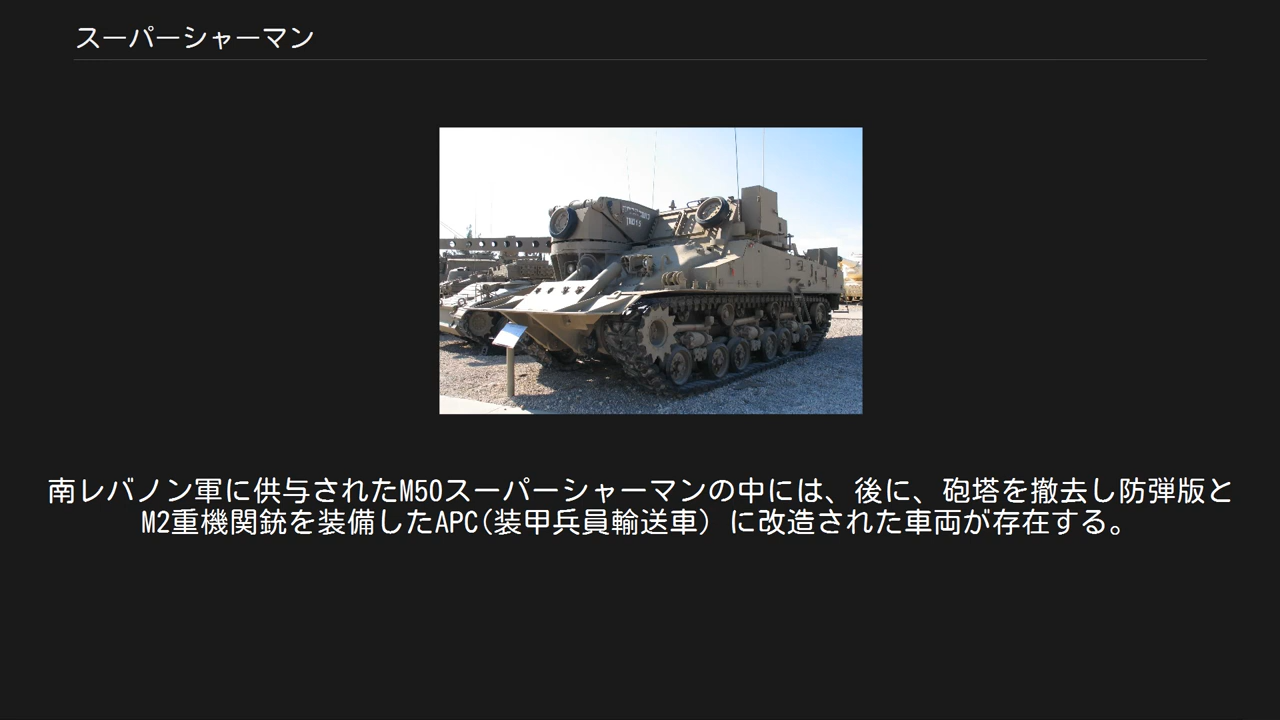 スーパーシャーマン
南レバノン軍に供与されたM50スーパーシャーマンの中には、後に、砲塔を撤去し防弾版と
M2重機関銃を装備したAPC(装甲兵員輸送車) に改造された車両が存在する。